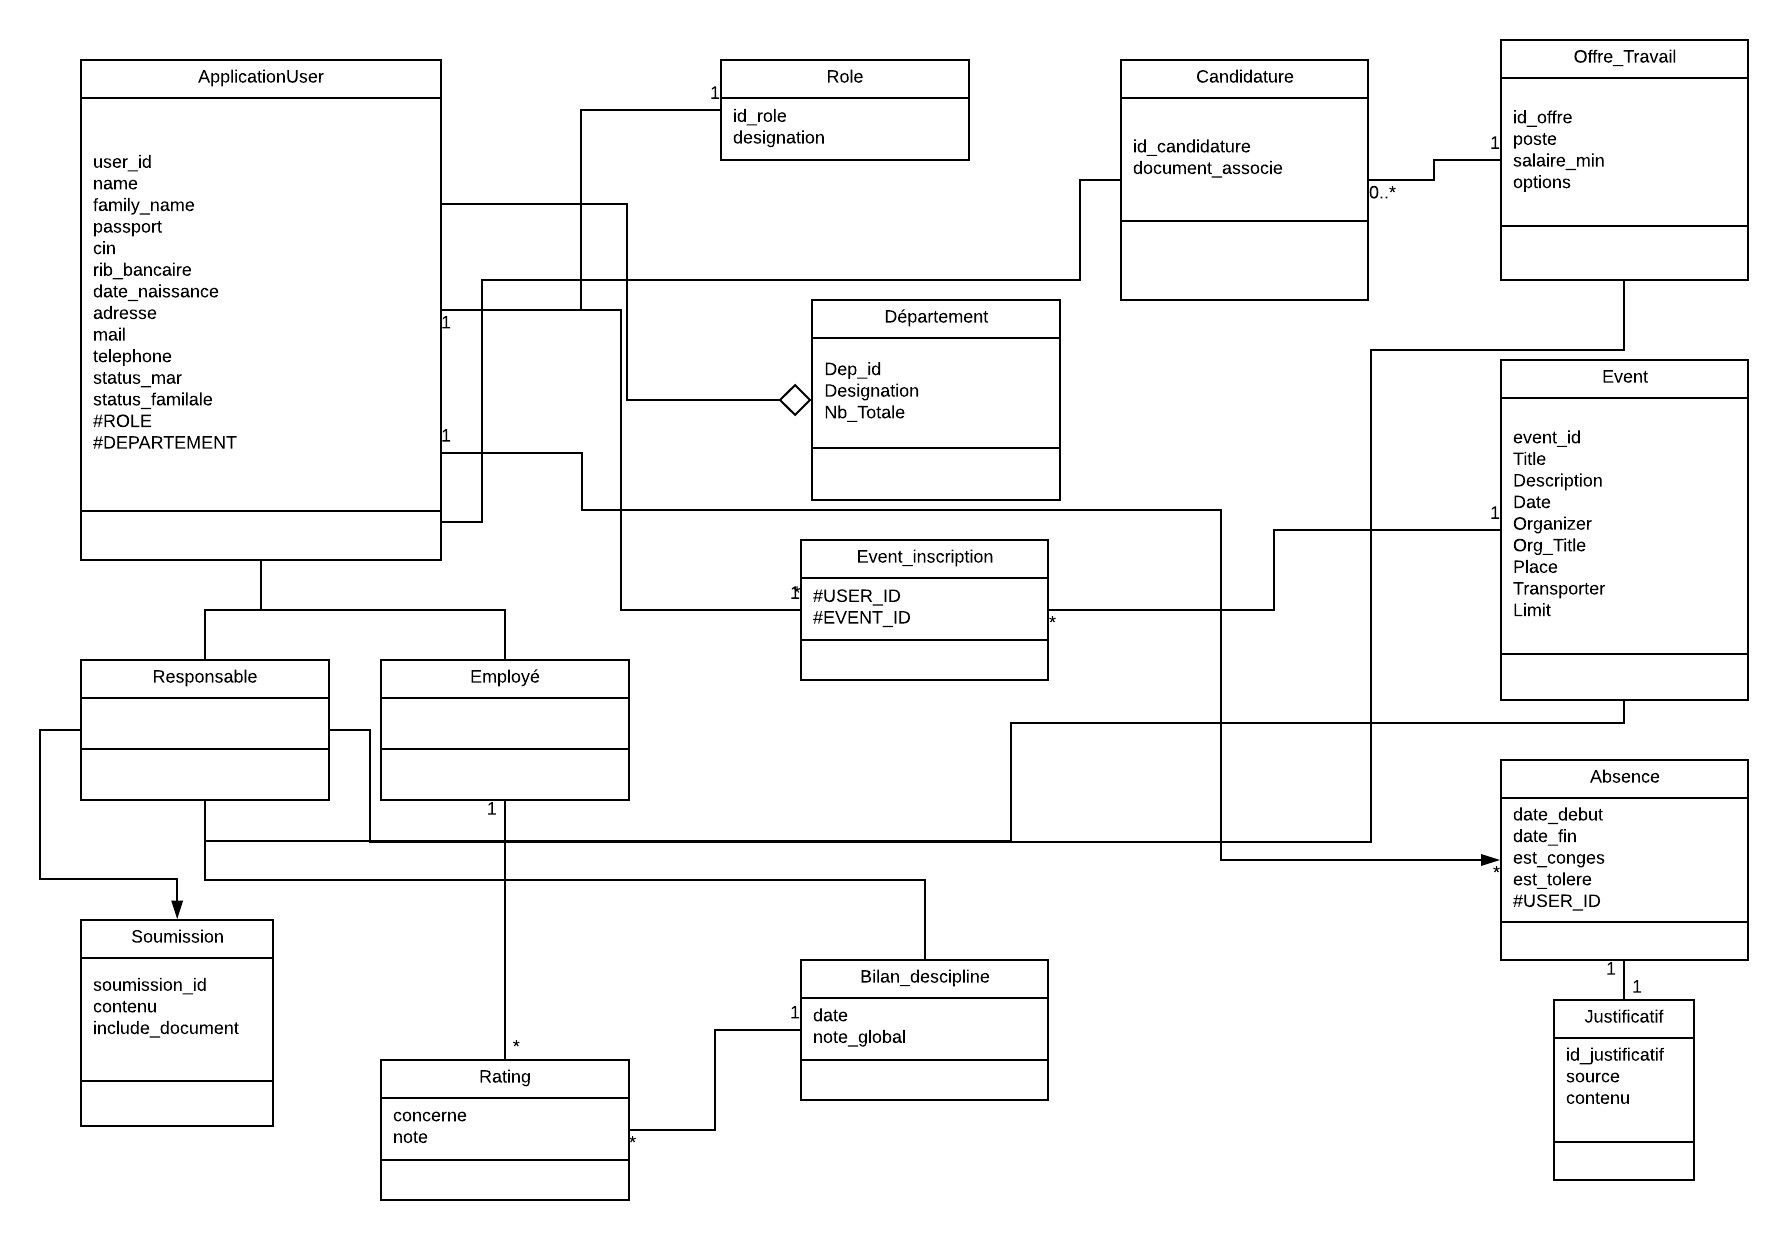 ApplicationUser
user_id
name
family_name
passport
cin
rib_bancaire
date_naissance
adresse
mail
telephone
status_mar
status_familale
#ROLE
#DEPARTEMENT
1
1
Role
1
id_role
designation
Candidature
id_candidature
document_associe
0..*
Offre_Travail
1
id_offre
poste
salaire_min
options
Département
Dep_id
Designation
Nb_Totale
Event
event_id
Title
Description
Date
Organizer
Org_Title
Place
Transporter
Limit
1
Event_inscription
1
*
#USER_ID
#EVENT_ID
*
Responsable
Employé
1
Absence
date_debut
date_fin
est_conges
est_tolere
#USER_ID
*
1
1
Soumission
soumission_id
contenu
include_document
Bilan_descipline
1
date
note_global
*
Rating
concerne
note
*
Justificatif
id_justificatif
source
contenu